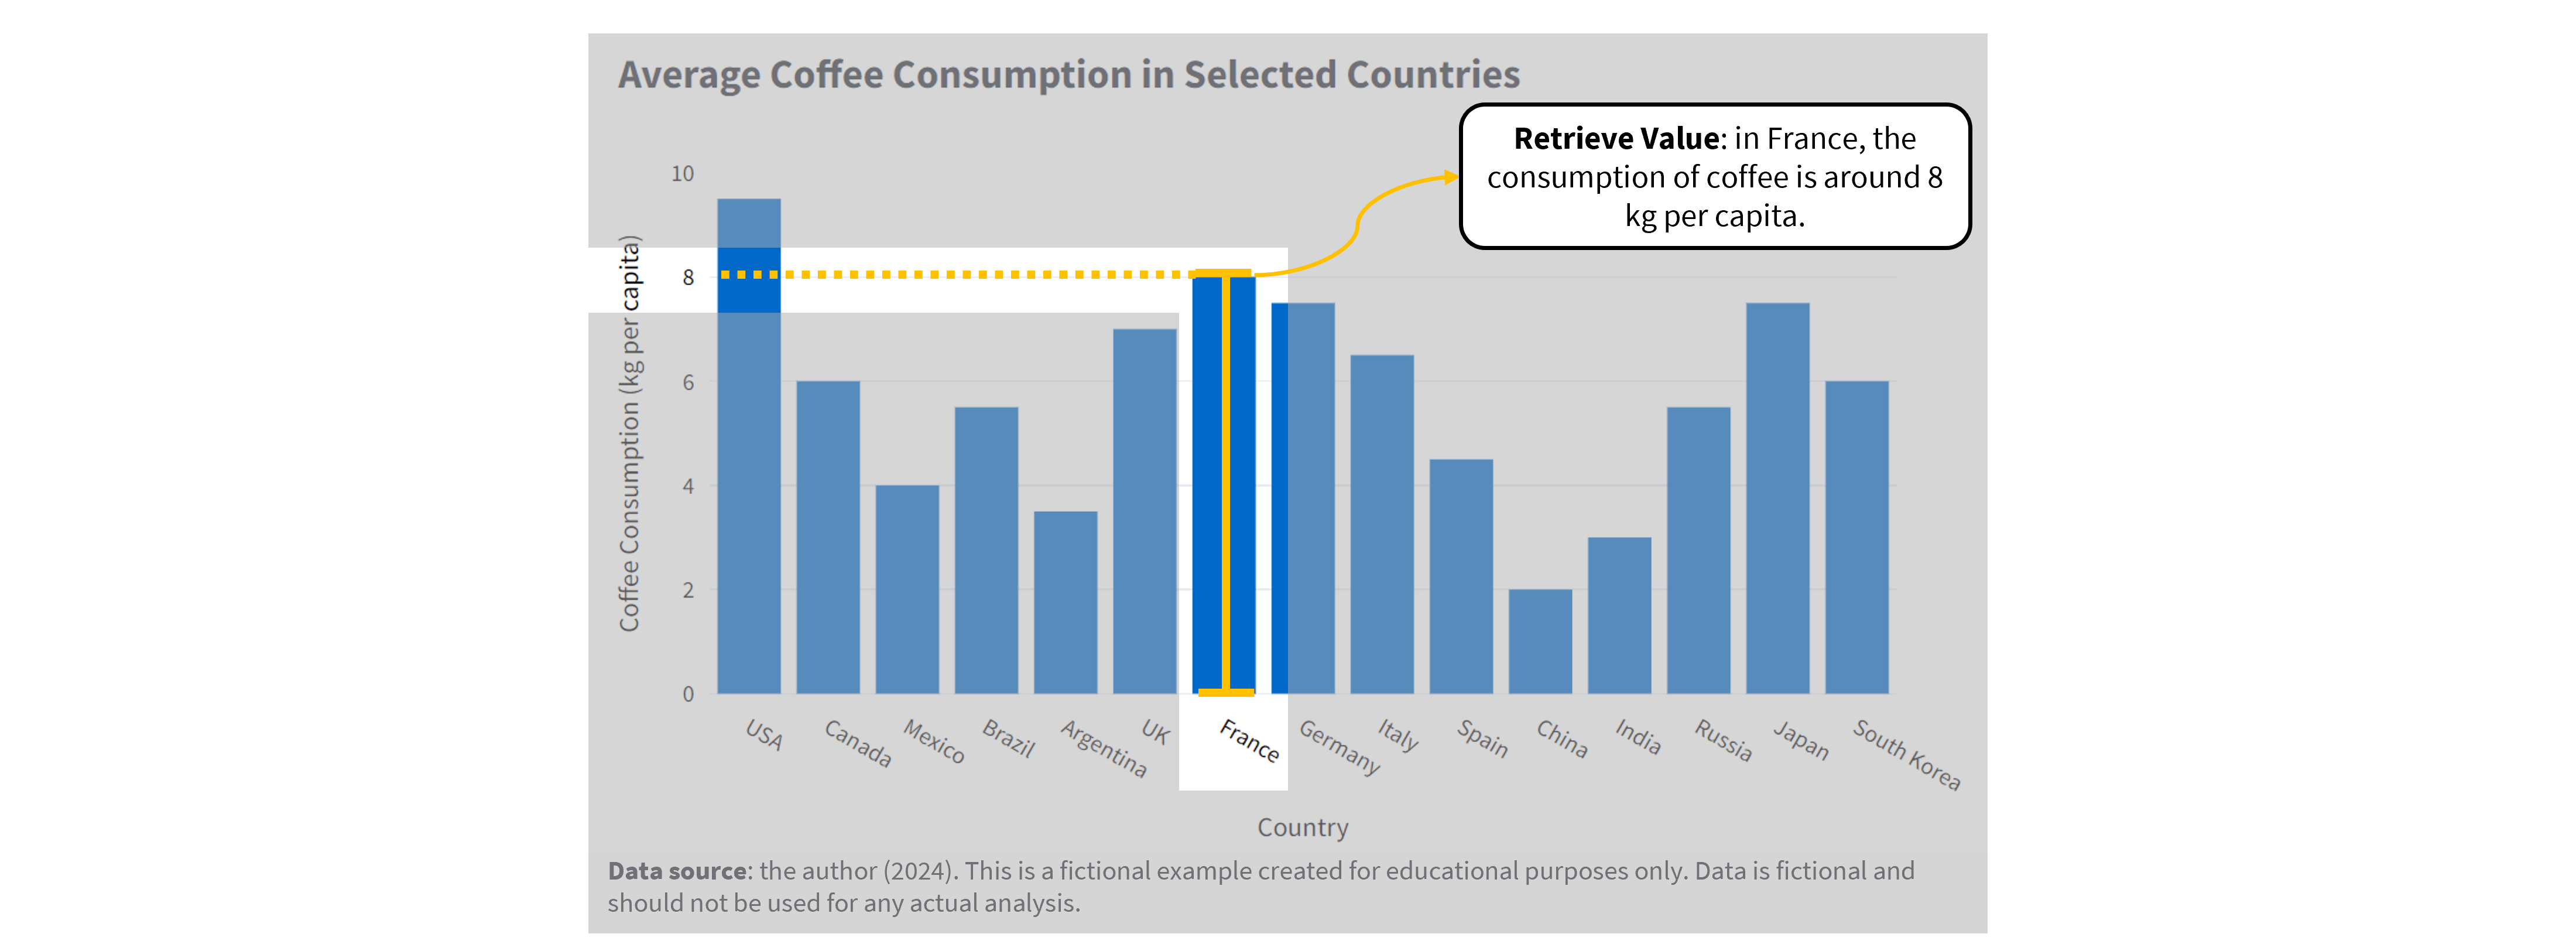 Average Coffee Consumption in Selected Countries
Retrieve Value: in France, the
consumption of coffee is around 8
kg per capita.
Coffee Consumption (kg per capita)
10
8
6
4
2
0
USA
Canada
Mexico
Brazil
Argentina
UK
France
Germany
Italy
Spain
China
India
Russia
Japan
South Korea
Country
Data source: the author (2024). This is a fictional example created for educational purposes only. Data is fictional and
should not be used for any actual analysis.